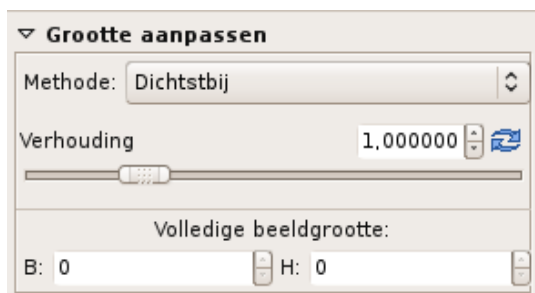 Grootte aanpassen
Methode: Dichtstbij
Verhouding 1,000000
Volledige beeldgrootte:
B: 0 H: 0